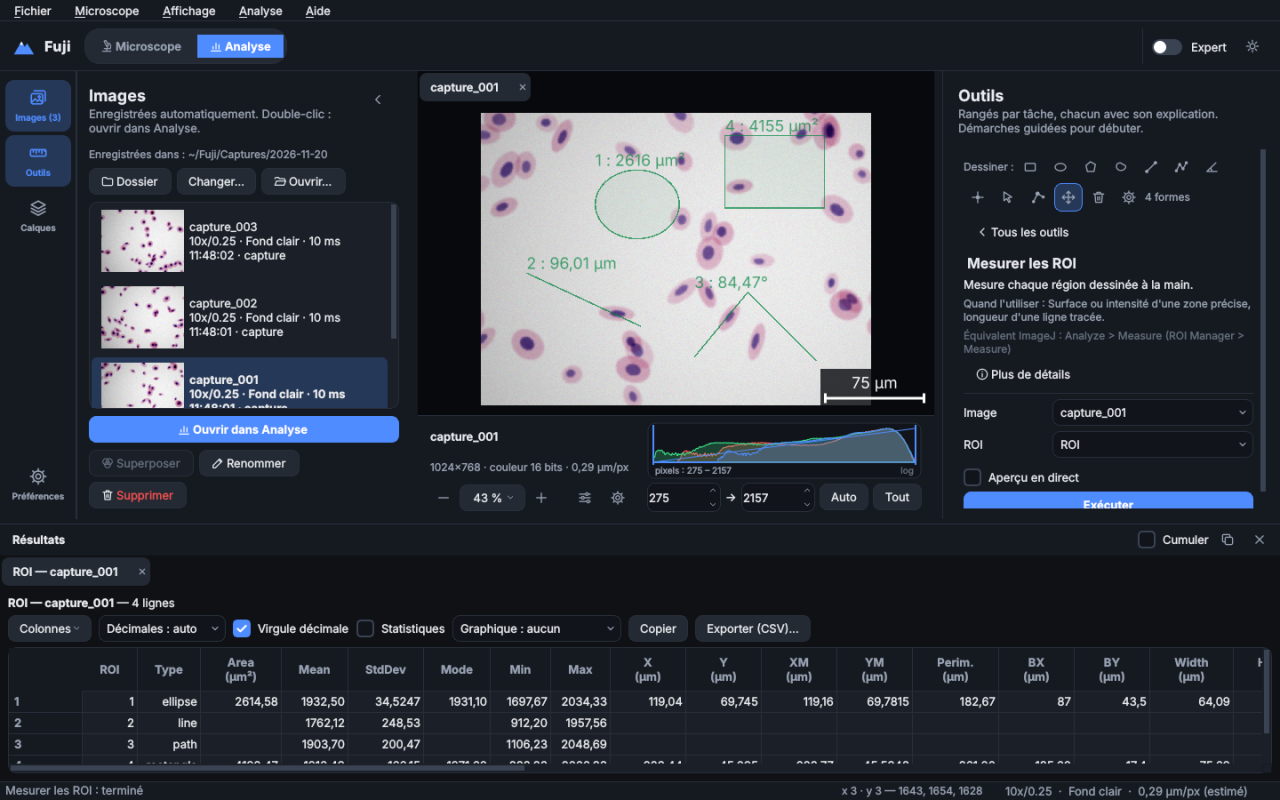 Fichier Microscope Affichage Analyse Aide
Fuji Microscope Analyse Expert
Images (3)
Outils
Calques
Préférences
Images
Enregistrées automatiquement. Double-clic :
ouvrir dans Analyse.
Enregistrées dans : ~/Fuji/Captures/2026-11-20
Dossier Changer... Ouvrir...
capture_003
10x/0.25 · Fond clair · 10 ms
11:48:02 · capture
capture_002
10x/0.25 · Fond clair · 10 ms
11:48:01 · capture
capture_001
10x/0.25 · Fond clair · 10 ms
11:48:01 · capture
Ouvrir dans Analyse
Superposer Renommer
Supprimer
capture_001 ×
4 : 4155 µm²
1 : 2616 µm²
2 : 96,01 µm
3 : 84,47°
75 µm
capture_001
1024×768 · couleur 16 bits · 0,29 µm/px
pixels : 275 – 2157 log
43 % 275 → 2157 Auto Tout
Outils
Rangés par tâche, chacun avec son explication.
Démarches guidées pour débuter.
Dessiner :
4 formes
Tous les outils
Mesurer les ROI
Mesure chaque région dessinée à la main.
Quand l'utiliser : Surface ou intensité d'une zone précise,
longueur d'une ligne tracée.
Équivalent ImageJ : Analyze > Measure (ROI Manager >
Measure)
Plus de détails
Image capture_001
ROI ROI
Aperçu en direct
Exécuter
Résultats Cumuler
ROI — capture_001 ×
ROI — capture_001 — 4 lignes
Colonnes Décimales : auto Virgule décimale Statistiques Graphique : aucun Copier Exporter (CSV)...
ROI Type Area (µm²) Mean StdDev Mode Min Max X (µm) Y (µm) XM (µm) YM (µm) Perim. (µm) BX (µm) BY (µm) Width (µm)
1 1 ellipse 2614,58 1932,50 34,5247 1931,10 1697,67 2034,33 119,04 69,745 119,16 69,7815 182,67 87 43,5 64,09
2 2 line 1762,12 248,53 912,20 1957,56
3 3 path 1903,70 200,47 1106,23 2048,69
Mesurer les ROI : terminé x 3 · y 3 — 1643, 1654, 1628 10x/0.25 · Fond clair · 0,29 µm/px (estimé)